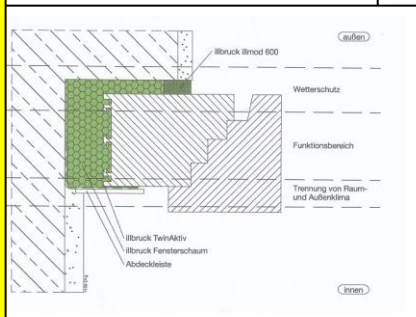 außen
illbruck illmod 600
Wetterschutz
Funktionsbereich
Trennung von Raum-
und Außenklima
illbruck TwinAktiv
illbruck Fensterschaum
Abdeckleiste
innen